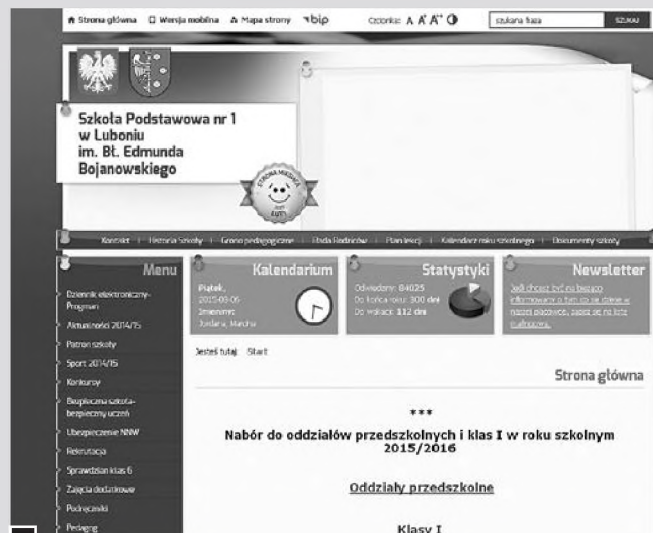 Strona główna Wersja mobilna Mapa strony bip Czcionka: A A+ A++ szukana fraza SZUKAJ
Szkoła Podstawowa nr 1
w Luboniu
im. Bł. Edmunda
Bojanowskiego
STRONA MIESIĄCA
LUTY
Kontakt | Historia Szkoły | Grono pedagogiczne | Rada Rodziców | Plan lekcji | Kalendarz roku szkolnego | Dokumenty szkoły
Menu
Dziennik elektroniczny-
Progman
Aktualności 2014/15
Patron szkoły
Sport 2014/15
Konkursy
Bezpieczna szkoła-
bezpieczny uczeń
Ubezpieczenie NNW
Rekrutacja
Sprawdzian klas 6
Zajęcia dodatkowe
Podręczniki
Pedagog
Kalendarium
Piątek,
2015-03-06
Imieniny:
Jordana, Marcina
Statystyki
Odwiedziny: 84025
Do końca roku: 300 dni
Do wakacji: 112 dni
Newsletter
Jeśli chcesz być na bieżąco
informowany o tym co się dzieje w
naszej placówce, zapisz się na listę
mailingową.
Jesteś tutaj: Start
Strona główna
***
Nabór do oddziałów przedszkolnych i klas I w roku szkolnym
2015/2016
Oddziały przedszkolne
Klasy I